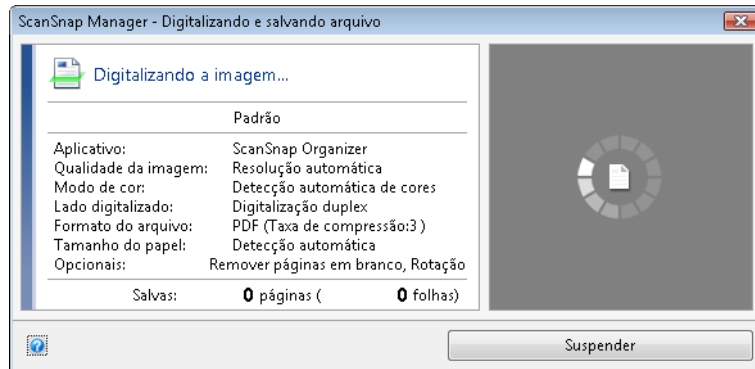 ScanSnap Manager - Digitalizando e salvando arquivo
Digitalizando a imagem...
Padrão
Aplicativo: ScanSnap Organizer
Qualidade da imagem: Resolução automática
Modo de cor: Detecção automática de cores
Lado digitalizado: Digitalização duplex
Formato do arquivo: PDF (Taxa de compressão:3 )
Tamanho do papel: Detecção automática
Opcionais: Remover páginas em branco, Rotação
Salvas: 0 páginas ( 0 folhas)
Suspender